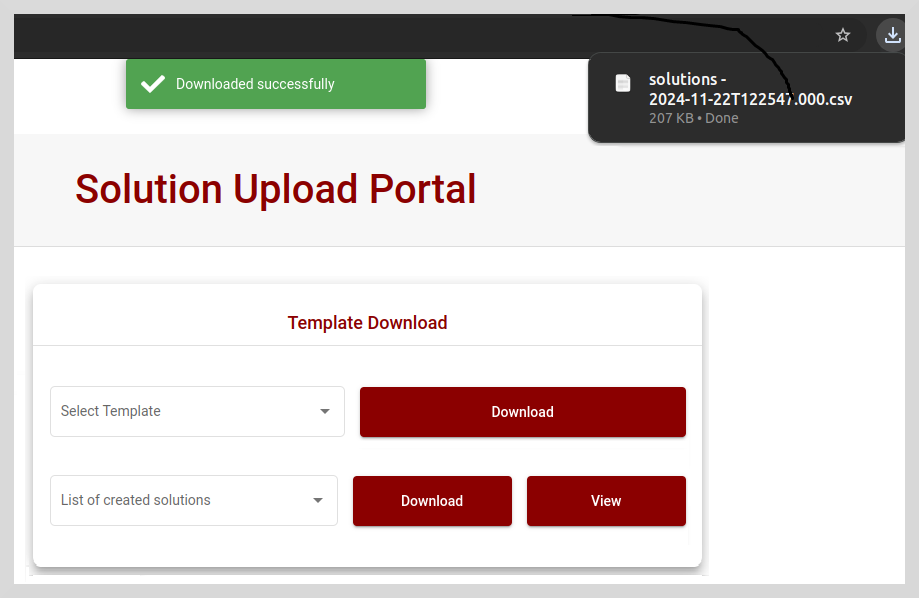 Downloaded successfully
solutions -
2024-11-22T122547.000.csv
207 KB • Done
Solution Upload Portal
Template Download
Select Template
Download
List of created solutions
Download
View